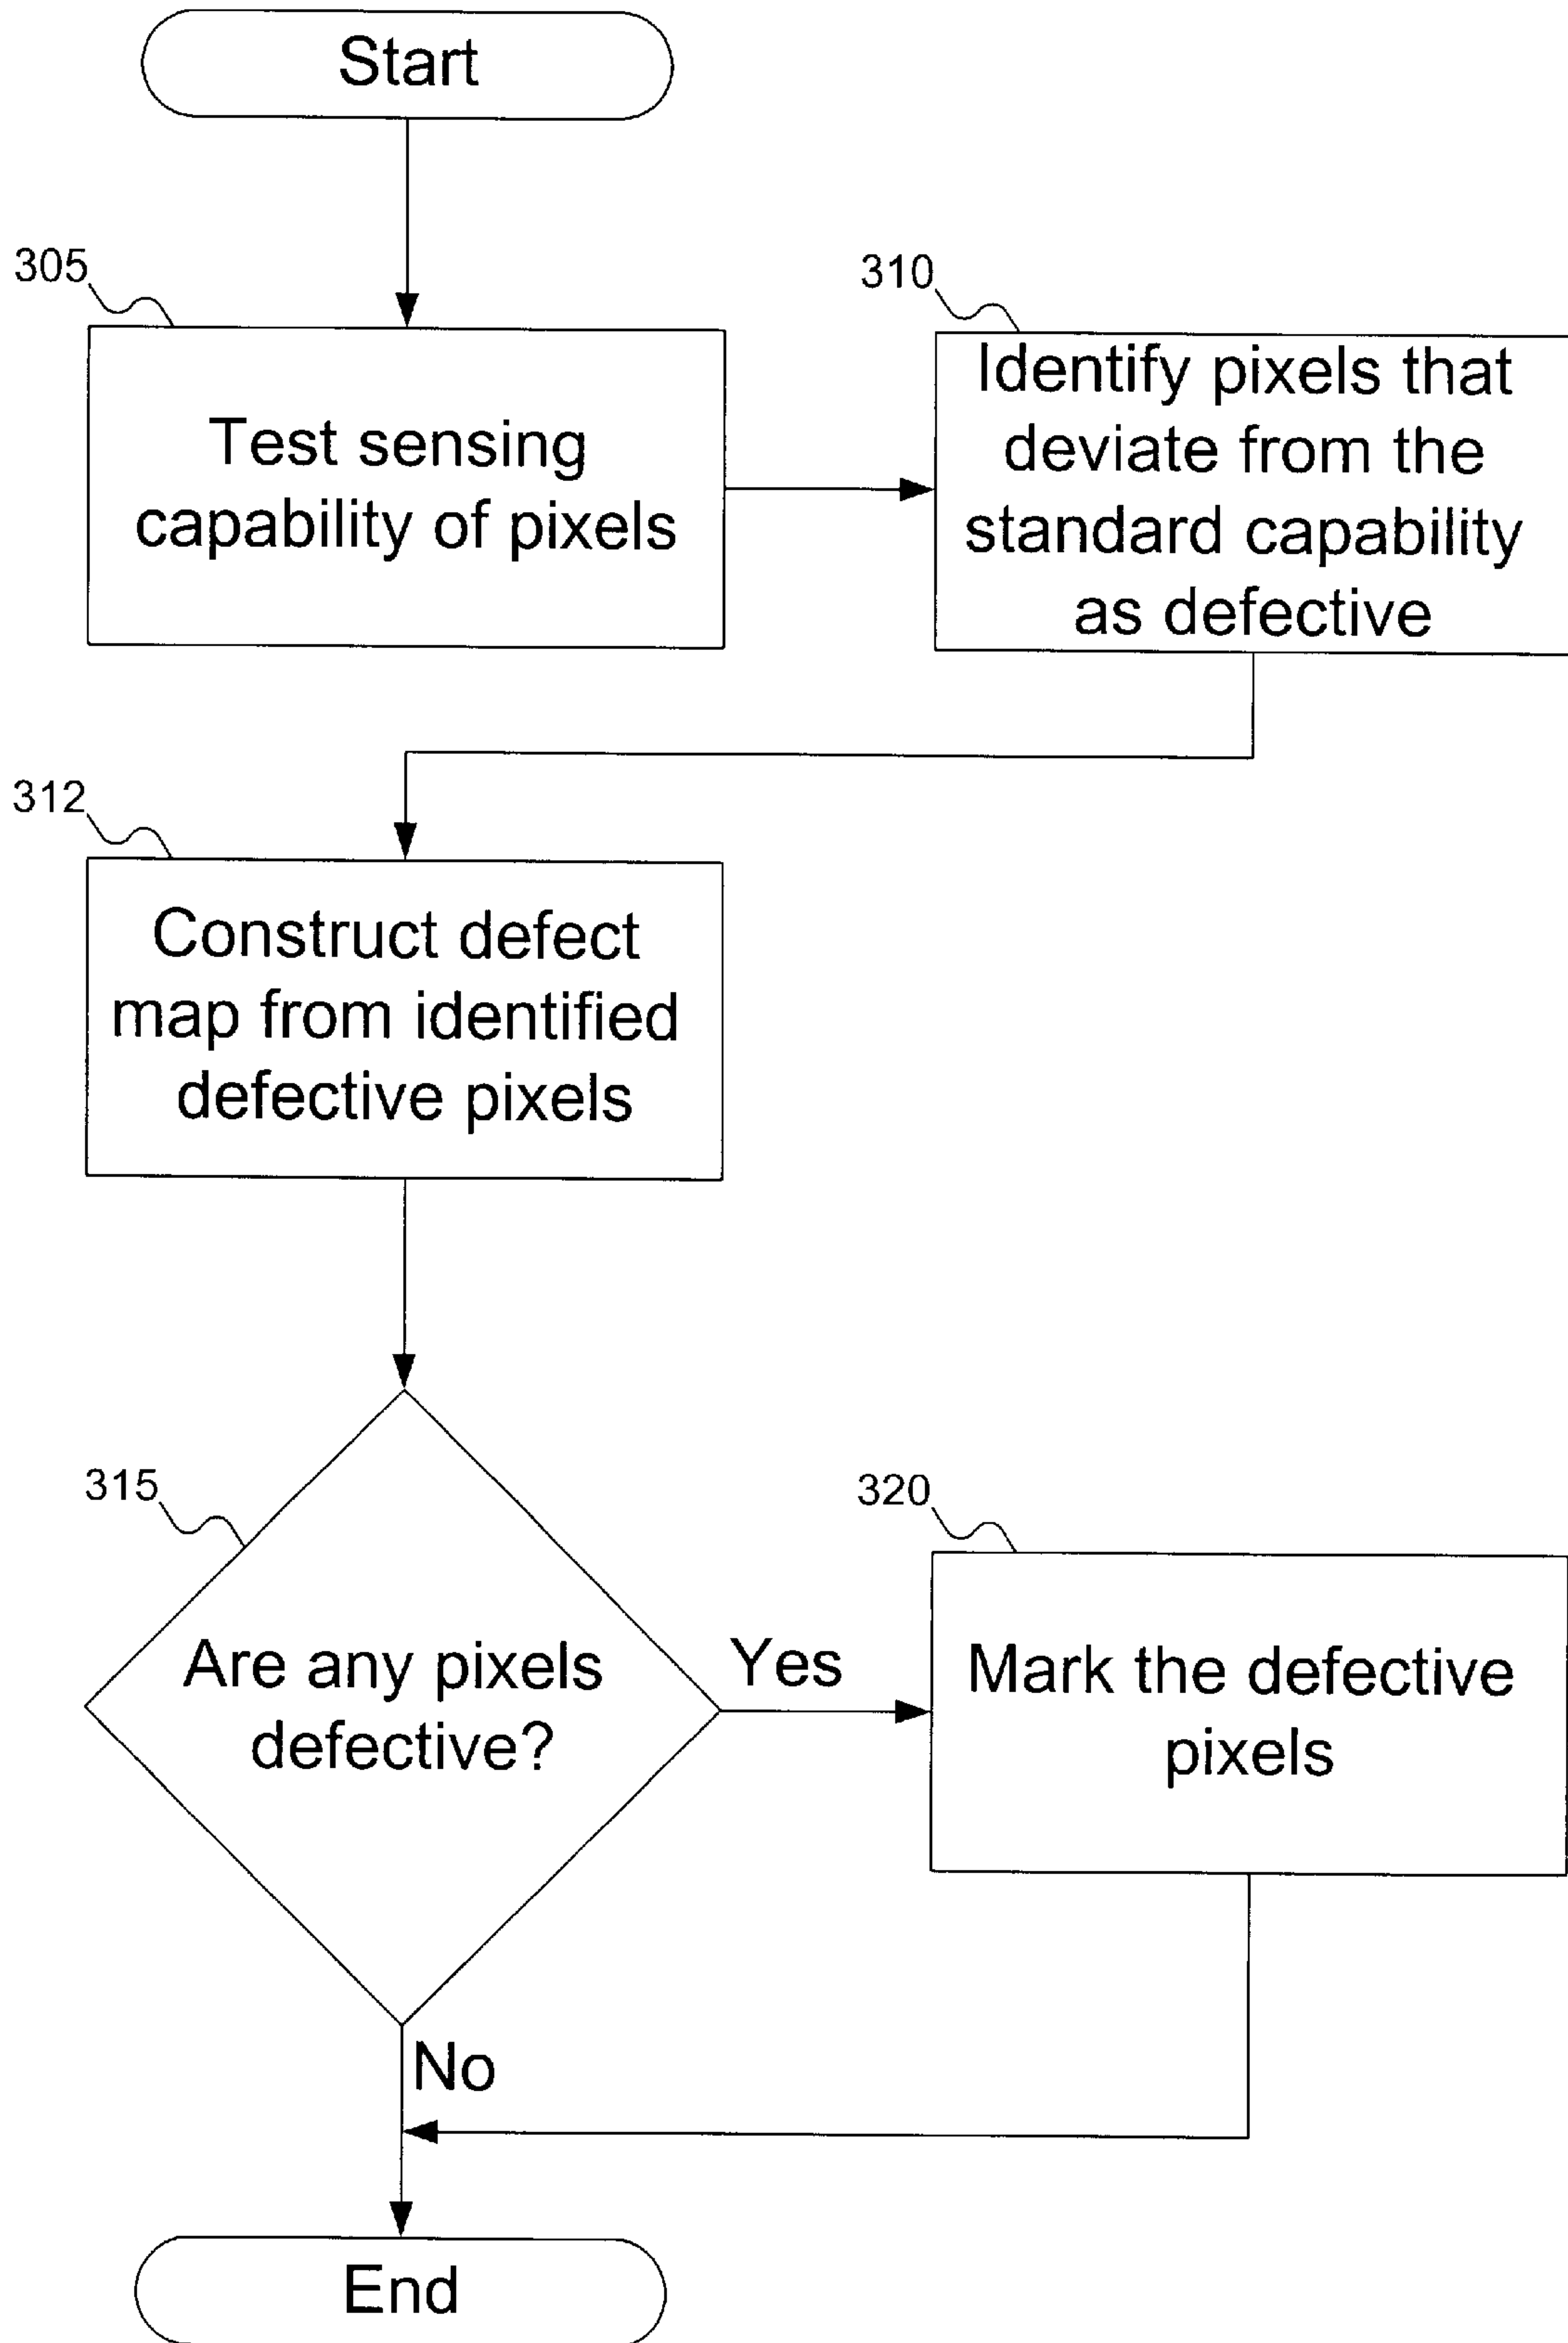 Start
305
Test sensing
capability of pixels
310
Identify pixels that
deviate from the
standard capability
as defective
312
Construct defect
map from identified
defective pixels
315
Are any pixels
defective?
Yes
320
Mark the defective
pixels
No
End